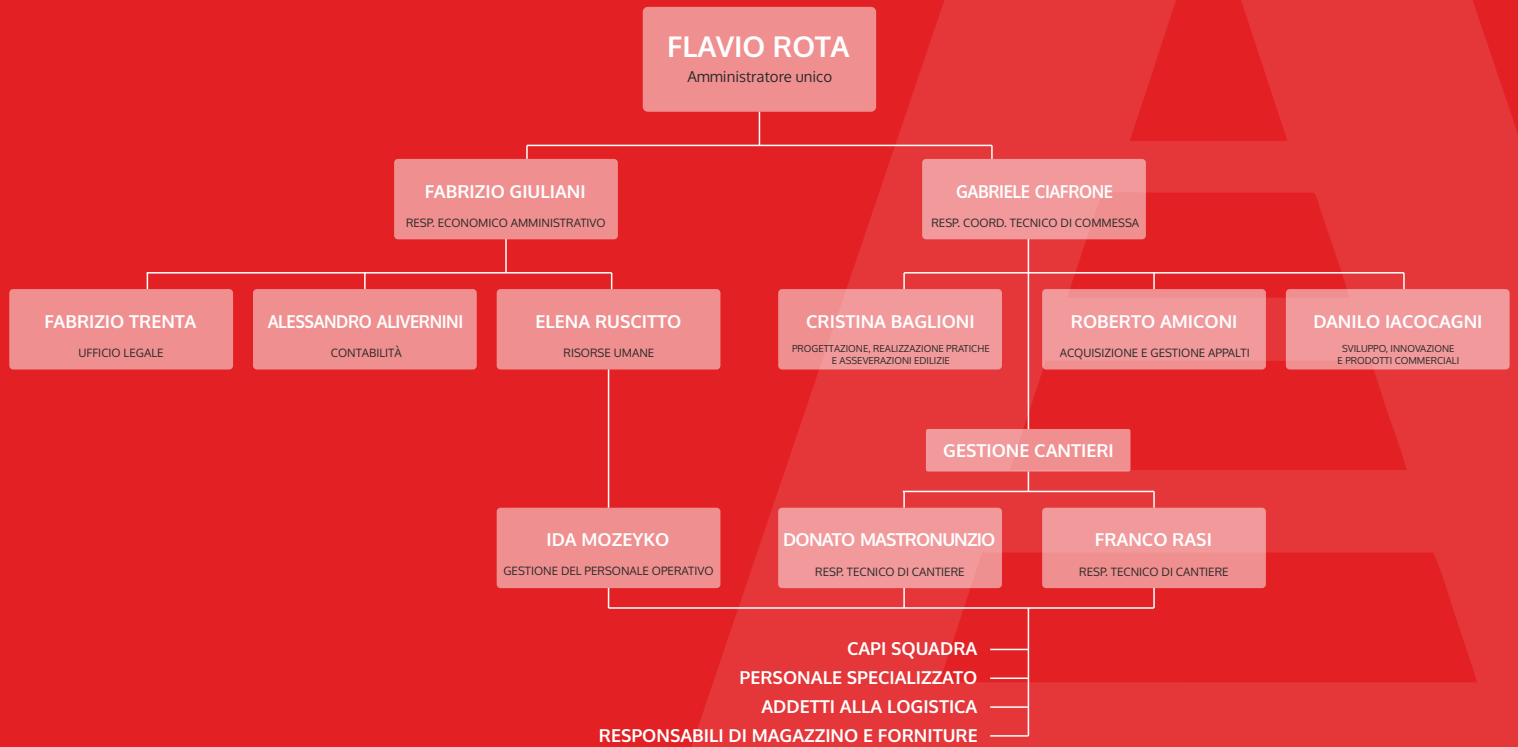 FLAVIO ROTA
Amministratore unico
FABRIZIO GIULIANI
RESP. ECONOMICO AMMINISTRATIVO
GABRIELE CIAFRONE
RESP. COORD. TECNICO DI COMMESSA
FABRIZIO TRENTA
UFFICIO LEGALE
ALESSANDRO ALIVERNINI
CONTABILITÀ
ELENA RUSCITTO
RISORSE UMANE
CRISTINA BAGLIONI
PROGETTAZIONE, REALIZZAZIONE PRATICHE
E ASSEVERAZIONI EDILIZIE
ROBERTO AMICONI
ACQUISIZIONE E GESTIONE APPALTI
DANILO IACOCAGNI
SVILUPPO, INNOVAZIONE
E PRODOTTI COMMERCIALI
GESTIONE CANTIERI
IDA MOZEYKO
GESTIONE DEL PERSONALE OPERATIVO
DONATO MASTRONUNZIO
RESP. TECNICO DI CANTIERE
FRANCO RASI
RESP. TECNICO DI CANTIERE
CAPI SQUADRA
PERSONALE SPECIALIZZATO
ADDETTI ALLA LOGISTICA
RESPONSABILI DI MAGAZZINO E FORNITURE